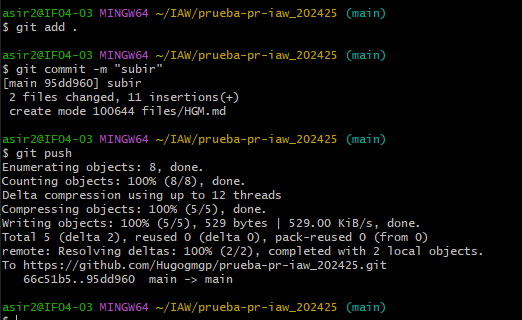 asir2@IFO4-03 MINGW64 ~/IAW/prueba-pr-iaw_202425 (main)
$ git add .
asir2@IFO4-03 MINGW64 ~/IAW/prueba-pr-iaw_202425 (main)
$ git commit -m "subir"
[main 95dd960] subir
 2 files changed, 11 insertions(+)
 create mode 100644 files/HGM.md
asir2@IFO4-03 MINGW64 ~/IAW/prueba-pr-iaw_202425 (main)
$ git push
Enumerating objects: 8, done.
Counting objects: 100% (8/8), done.
Delta compression using up to 12 threads
Compressing objects: 100% (5/5), done.
Writing objects: 100% (5/5), 529 bytes | 529.00 KiB/s, done.
Total 5 (delta 2), reused 0 (delta 0), pack-reused 0 (from 0)
remote: Resolving deltas: 100% (2/2), completed with 2 local objects.
To https://github.com/Hugogmgp/prueba-pr-iaw_202425.git
   66c51b5..95dd960  main -> main
asir2@IFO4-03 MINGW64 ~/IAW/prueba-pr-iaw_202425 (main)
$